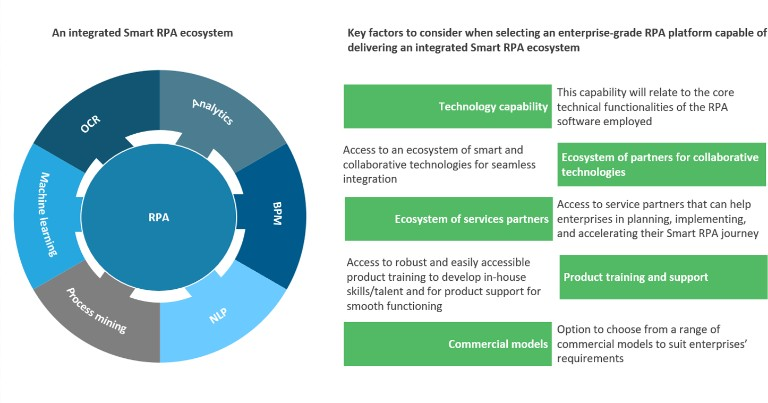 An integrated Smart RPA ecosystem
OCR
Analytics
Machine learning
RPA
BPM
Process mining
NLP
Key factors to consider when selecting an enterprise-grade RPA platform capable of
delivering an integrated Smart RPA ecosystem
Technology capability
This capability will relate to the core
technical functionalities of the RPA
software employed
Access to an ecosystem of smart and
collaborative technologies for seamless
integration
Ecosystem of partners for collaborative
technologies
Ecosystem of services partners
Access to service partners that can help
enterprises in planning, implementing,
and accelerating their Smart RPA journey
Access to robust and easily accessible
product training to develop in-house
skills/talent and for product support for
smooth functioning
Product training and support
Commercial models
Option to choose from a range of
commercial models to suit enterprises’
requirements